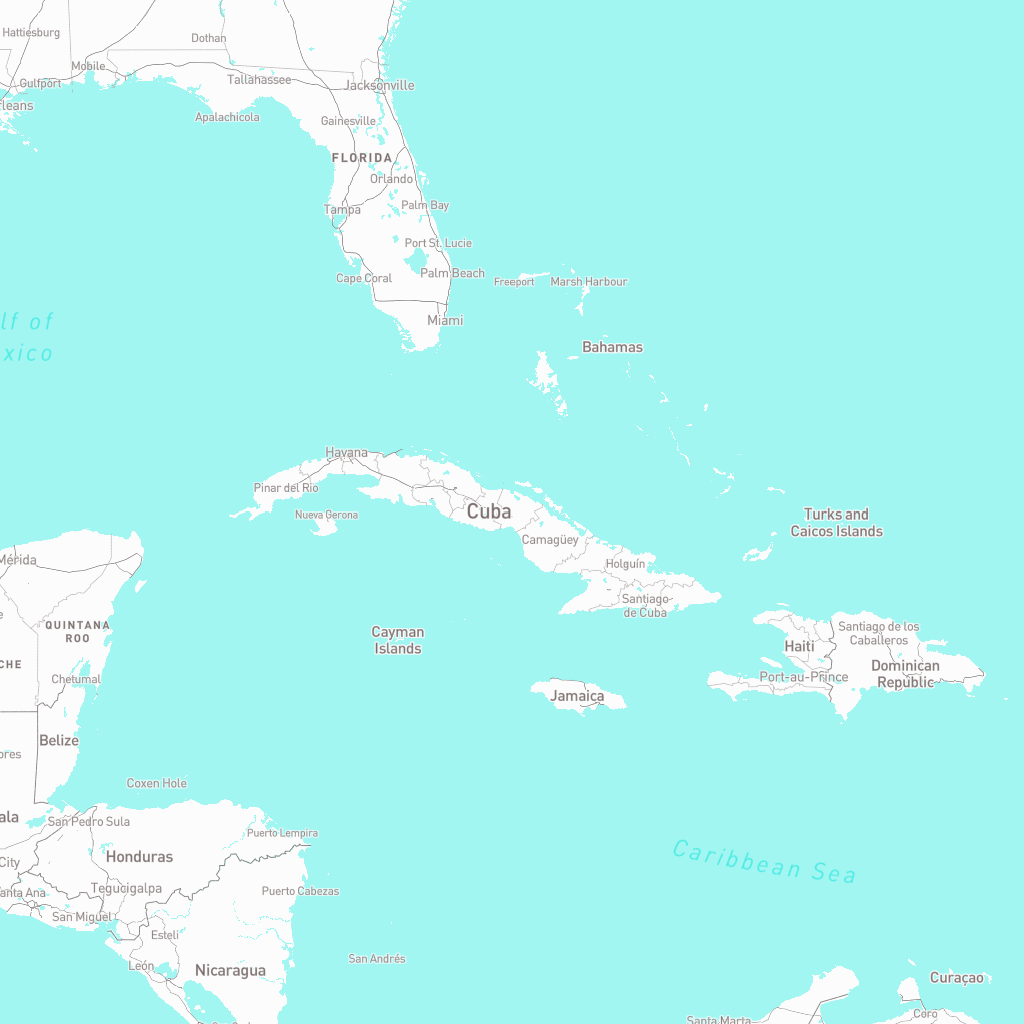 Hattiesburg
Dothan
Mobile
Gulfport
Tallahassee
Jacksonville
rleans
Apalachicola
Gainesville
FLORIDA
Orlando
Tampa
Palm Bay
Port St. Lucie
Cape Coral
Palm Beach
Freeport
Marsh Harbour
lf of
xico
Miami
Bahamas
Havana
Pinar del Rio
Nueva Gerona
Cuba
Turks and
Caicos Islands
Camagüey
Holguín
Mérida
Santiago
de Cuba
QUINTANA
ROO
Cayman
Islands
Santiago de los
Caballeros
Haiti
CHE
Dominican
Republic
Port-au-Prince
Chetumal
Jamaica
Belize
ores
Coxen Hole
ala
San Pedro Sula
Puerto Lempira
City
Honduras
Caribbean Sea
Tegucigalpa
anta Ana
Puerto Cabezas
San Miguel
Esteli
San Andrés
León
Nicaragua
Curaçao
Coro
Santa Marta